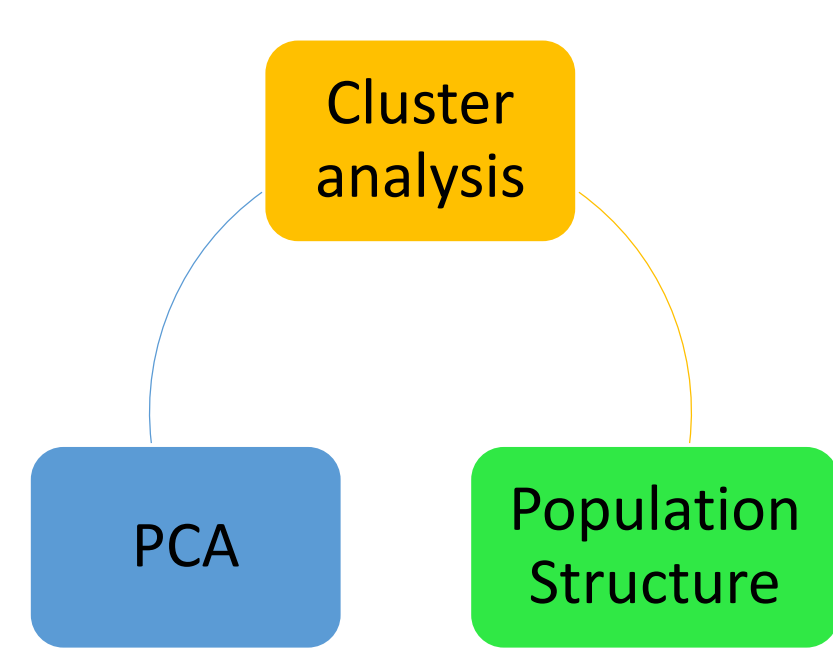 Cluster
analysis
PCA
Population
Structure